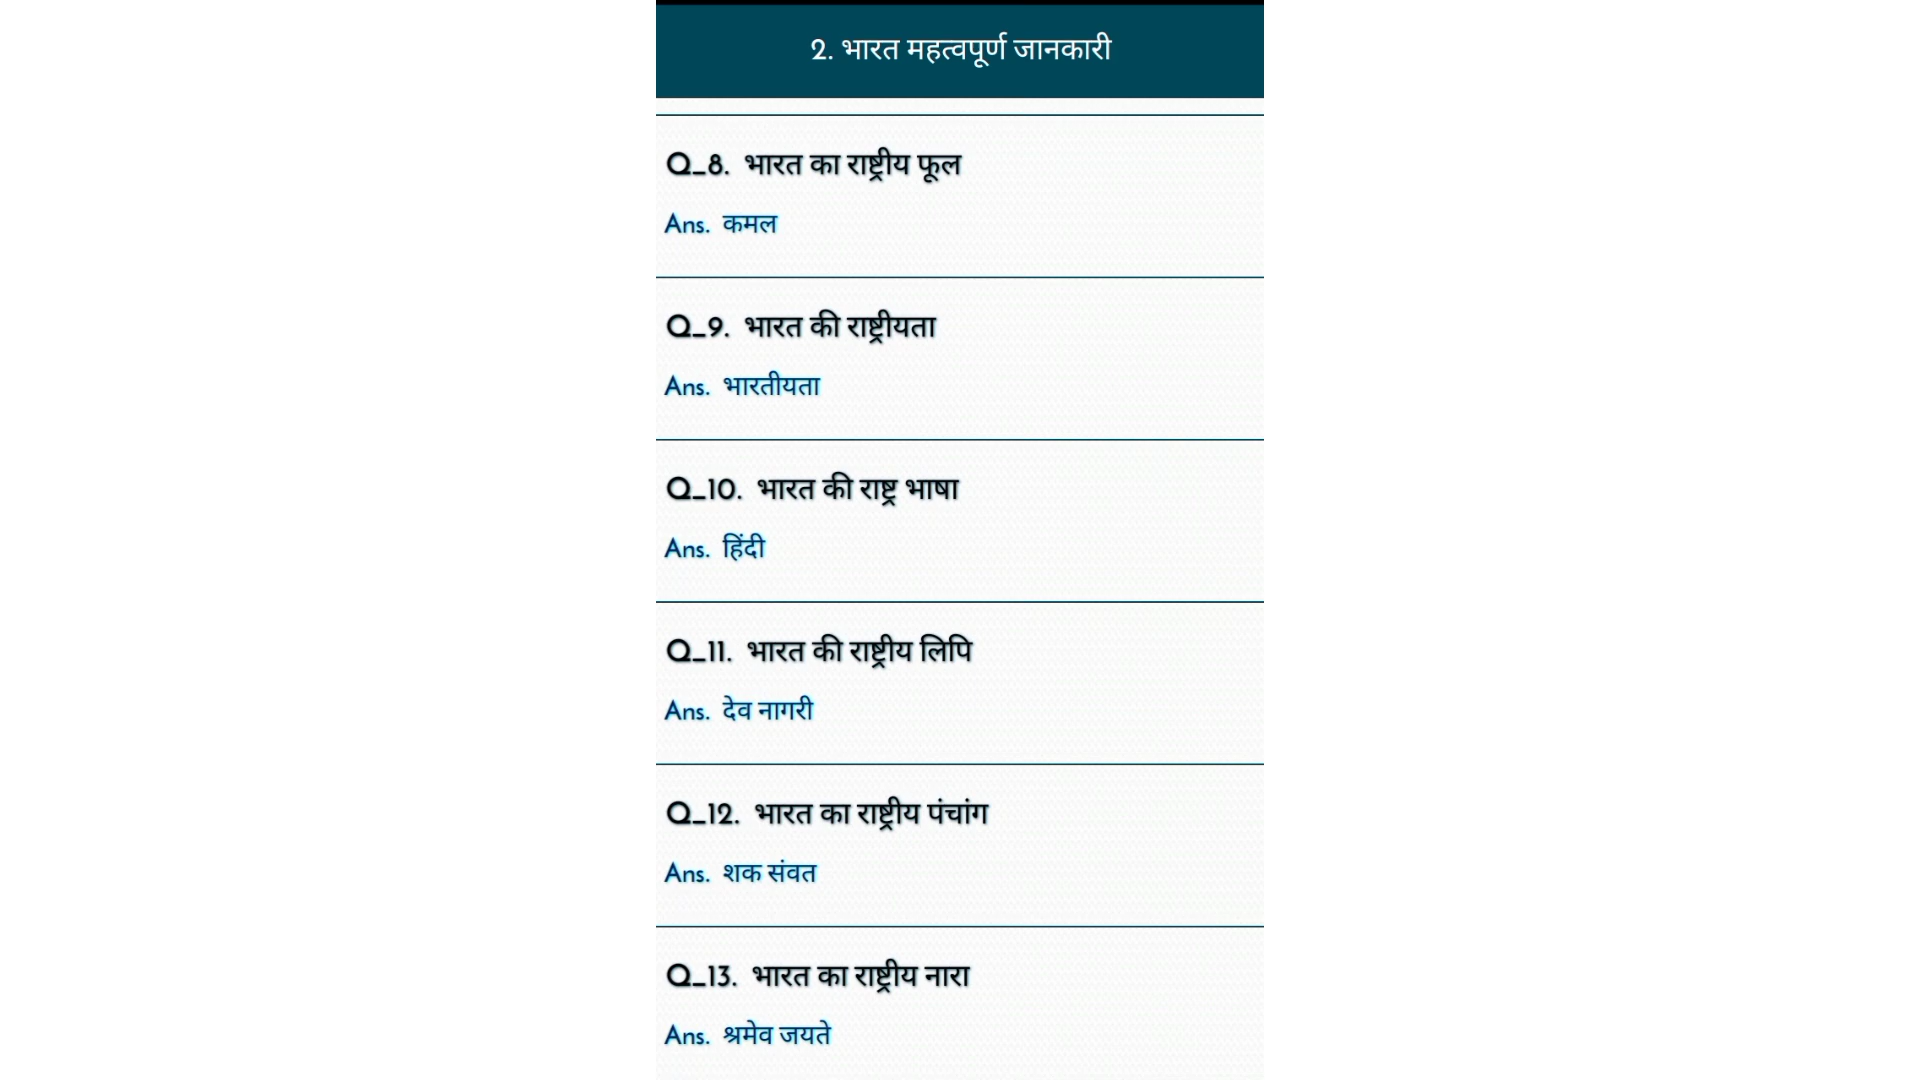 2. भारत महत्वपूर्ण जानकारी
Q_8. भारत का राष्ट्रीय फूल
Ans. कमल
Q_9. भारत की राष्ट्रीयता
Ans. भारतीयता
Q_10. भारत की राष्ट्र भाषा
Ans. हिंदी
Q_11. भारत की राष्ट्रीय लिपि
Ans. देव नागरी
Q_12. भारत का राष्ट्रीय पंचांग
Ans. शक संवत
Q_13. भारत का राष्ट्रीय नारा
Ans. श्रमेव जयते